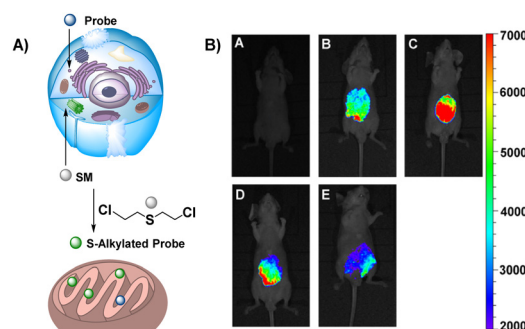 A)
Probe
SM
Cl
S
Cl
S-Alkylated Probe
B)
A
B
C
D
E
7000
6000
5000
4000
3000
2000